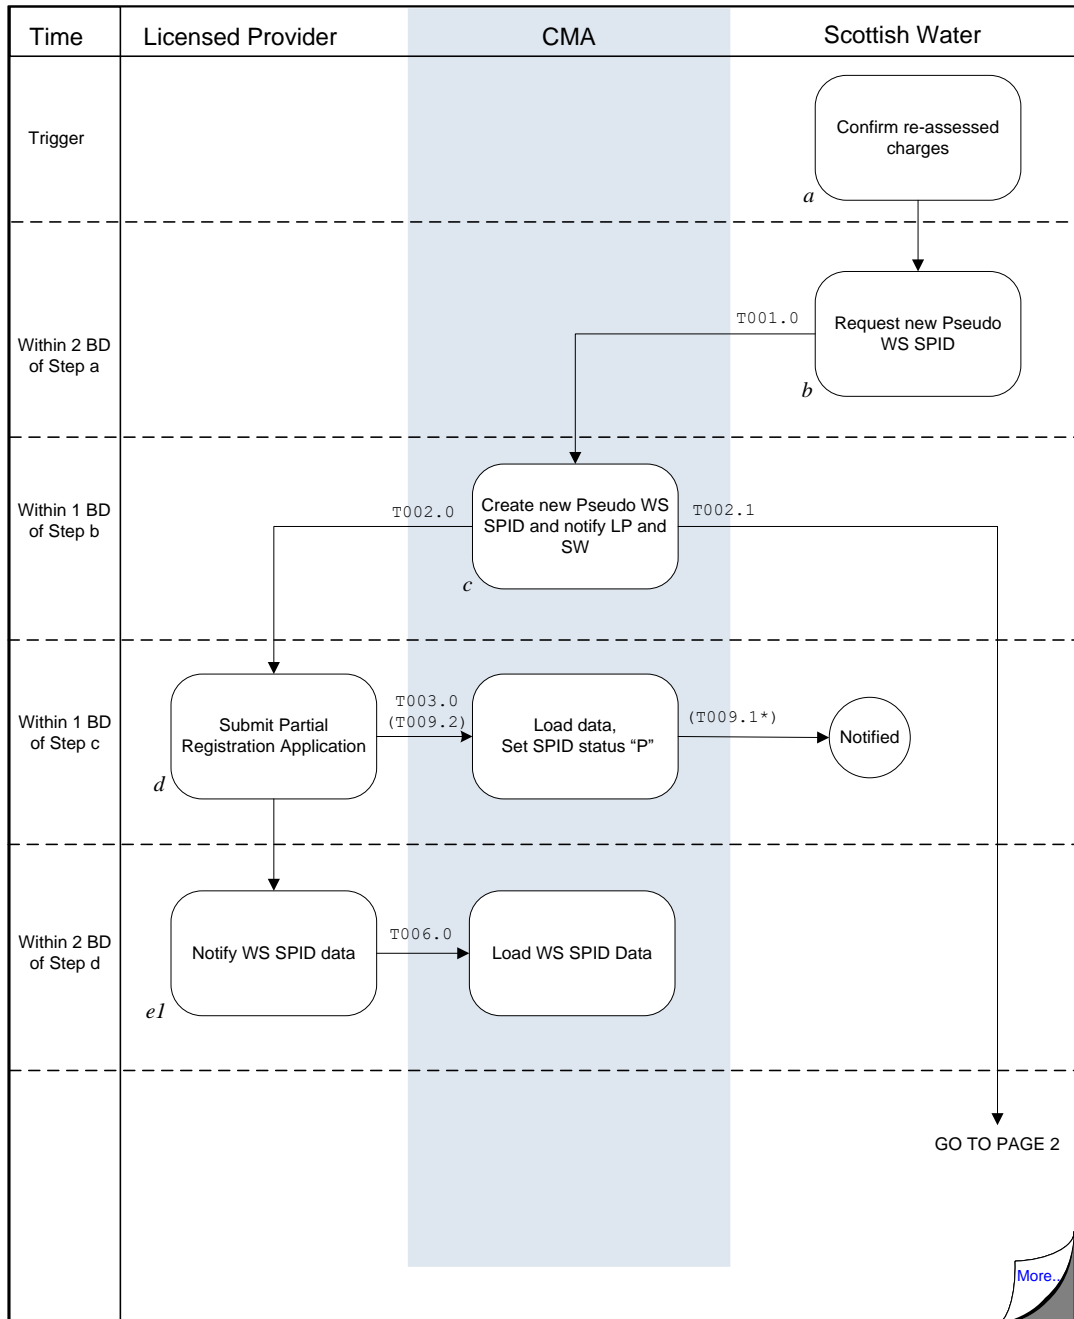 Time
Licensed Provider
CMA
Scottish Water
Trigger
Confirm re-assessed
charges
a
Within 2 BD
of Step a
T001.0
Request new Pseudo
WS SPID
b
Within 1 BD
of Step b
T002.0
Create new Pseudo WS
SPID and notify LP and
SW
T002.1
c
Within 1 BD
of Step c
Submit Partial
Registration Application
d
T003.0
(T009.2)
Load data,
Set SPID status “P”
(T009.1*)
Notified
Within 2 BD
of Step d
Notify WS SPID data
e1
T006.0
Load WS SPID Data
GO TO PAGE 2
More..